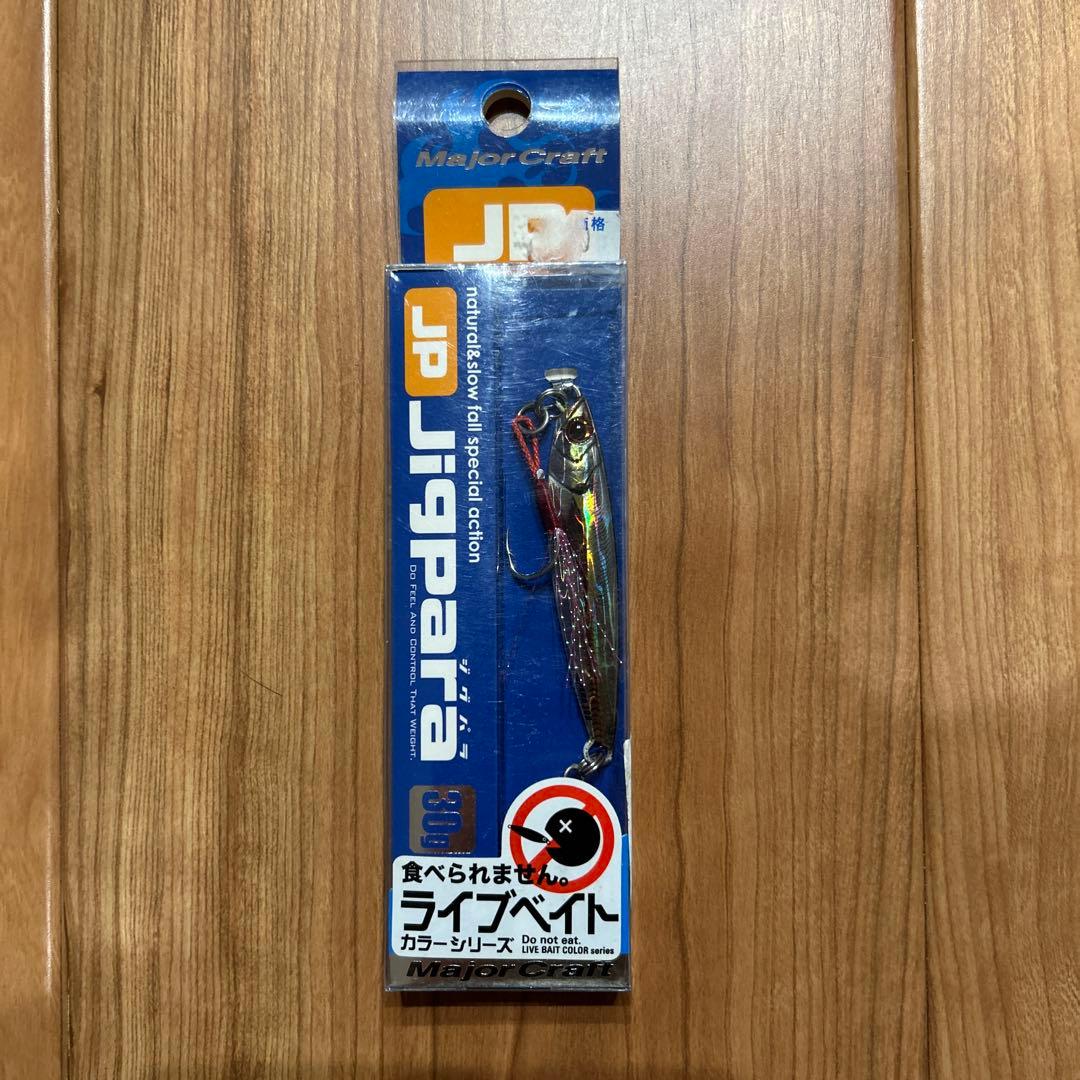 Major Craft
JP
価格
natural&slow fall special action
JP Jigpara
ジグパラ
DO FEEL AND CONTROL THAT WEIGHT.
30g
食べられません。
ライブベイト
カラーシリーズ
Do not eat.
LIVE BAIT COLOR series
Major Craft